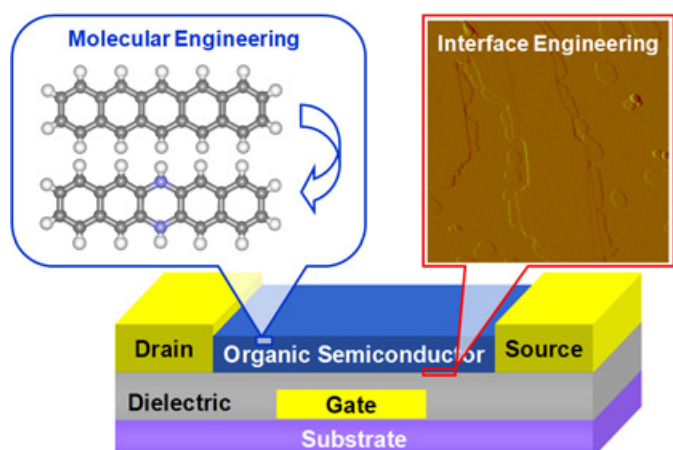 Molecular Engineering
Interface Engineering
Drain
Organic Semiconductor
Source
Dielectric
Gate
Substrate